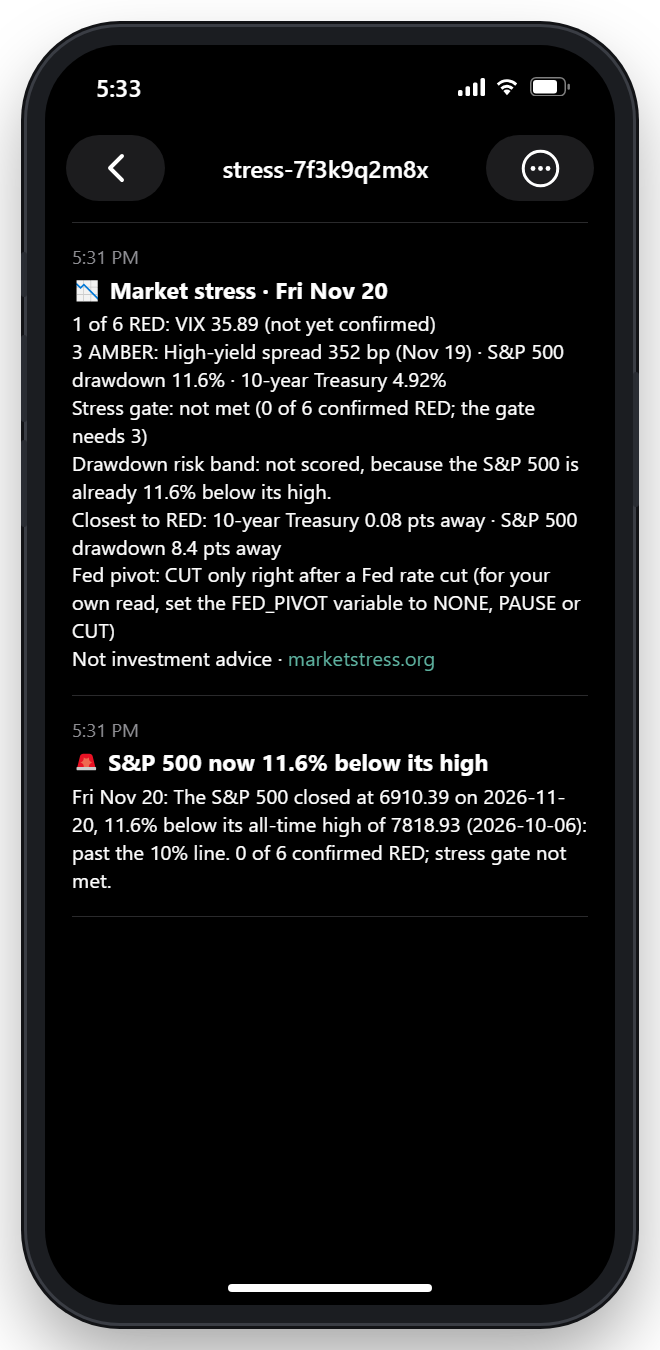 5:33
stress-7f3k9q2m8x
5:31 PM
📉 Market stress · Fri Nov 20
1 of 6 RED: VIX 35.89 (not yet confirmed)
3 AMBER: High-yield spread 352 bp (Nov 19) · S&P 500
drawdown 11.6% · 10-year Treasury 4.92%
Stress gate: not met (0 of 6 confirmed RED; the gate
needs 3)
Drawdown risk band: not scored, because the S&P 500 is
already 11.6% below its high.
Closest to RED: 10-year Treasury 0.08 pts away · S&P 500
drawdown 8.4 pts away
Fed pivot: CUT only right after a Fed rate cut (for your
own read, set the FED_PIVOT variable to NONE, PAUSE or
CUT)
Not investment advice · marketstress.org
5:31 PM
🚨 S&P 500 now 11.6% below its high
Fri Nov 20: The S&P 500 closed at 6910.39 on 2026-11-
20, 11.6% below its all-time high of 7818.93 (2026-10-06):
past the 10% line. 0 of 6 confirmed RED; stress gate not
met.